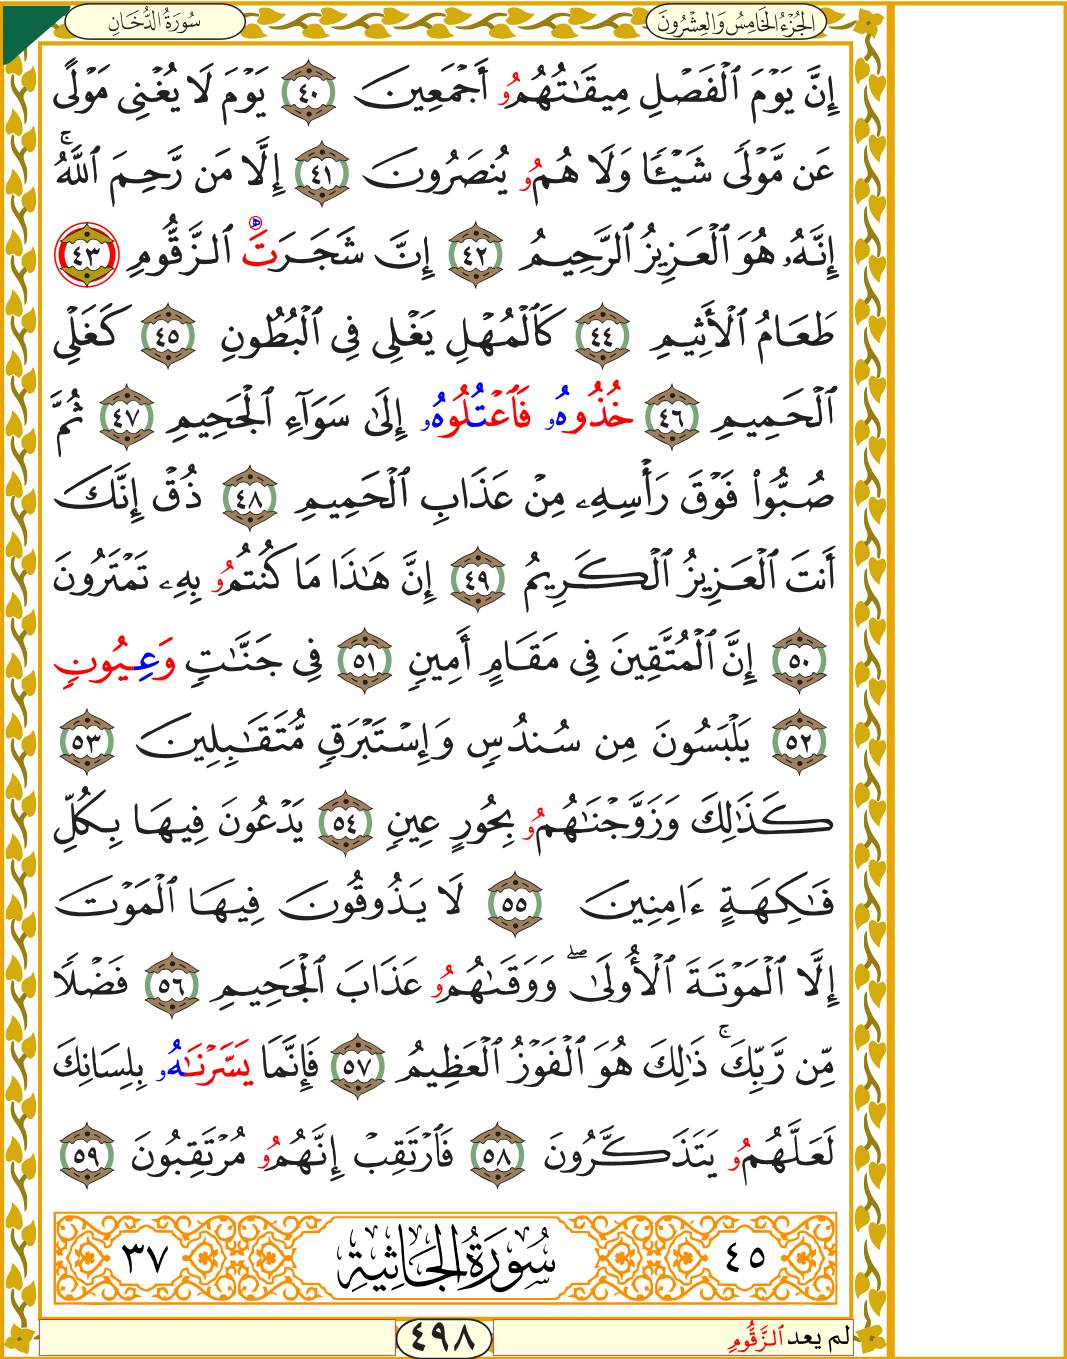 الجُزْءُ الخَامِسُ وَالعِشْرُونَ
سُورَةُ الدُّخَانِ
إِنَّ يَوْمَ ٱلْفَصْلِ مِيقَـٰتُهُمُۥ أَجْمَعِينَ ٤٠ يَوْمَ لَا يُغْنِى مَوْلًى
عَن مَّوْلًى شَيْـًٔا وَلَا هُمُۥ يُنصَرُونَ ٤١ إِلَّا مَن رَّحِمَ ٱللَّهُۚ
إِنَّهُۥ هُوَ ٱلْعَزِيزُ ٱلرَّحِيمُ ٤٢ إِنَّ شَجَرَتَ ٱلزَّقُّومِ ٤٣
طَعَامُ ٱلْأَثِيمِ ٤٤ كَٱلْمُهْلِ يَغْلِى فِى ٱلْبُطُونِ ٤٥ كَغَلْىِ
ٱلْحَمِيمِ ٤٦ خُذُوهُۥ فَٱعْتُلُوهُۥ إِلَىٰ سَوَآءِ ٱلْجَحِيمِ ٤٧ ثُمَّ
صُبُّوا۟ فَوْقَ رَأْسِهِۦ مِنْ عَذَابِ ٱلْحَمِيمِ ٤٨ ذُقْ إِنَّكَ
أَنتَ ٱلْعَزِيزُ ٱلْكَرِيمُ ٤٩ إِنَّ هَـٰذَا مَا كُنتُمُۥ بِهِۦ تَمْتَرُونَ
٥٠ إِنَّ ٱلْمُتَّقِينَ فِى مَقَامٍ أَمِينٍ ٥١ فِى جَنَّـٰتٍ وَعِيُونٍ
٥٢ يَلْبَسُونَ مِن سُندُسٍ وَإِسْتَبْرَقٍ مُّتَقَـٰبِلِينَ ٥٣
كَذَٰلِكَ وَزَوَّجْنَـٰهُمُۥ بِحُورٍ عِينٍ ٥٤ يَدْعُونَ فِيهَا بِكُلِّ
فَـٰكِهَةٍ ءَامِنِينَ ٥٥ لَا يَذُوقُونَ فِيهَا ٱلْمَوْتَ
إِلَّا ٱلْمَوْتَةَ ٱلْأُولَىٰۖ وَوَقَىٰهُمُۥ عَذَابَ ٱلْجَحِيمِ ٥٦ فَضْلًا
مِّن رَّبِّكَۚ ذَٰلِكَ هُوَ ٱلْفَوْزُ ٱلْعَظِيمُ ٥٧ فَإِنَّمَا يَسَّرْنَـٰهُۥ بِلِسَانِكَ
لَعَلَّهُمُۥ يَتَذَكَّرُونَ ٥٨ فَٱرْتَقِبْ إِنَّهُمُۥ مُرْتَقِبُونَ ٥٩
٤٥ سُورَةُ الجَاثِيَةِ ٣٧
لم يعد ٱلزَّقُّومِ
٤٩٨